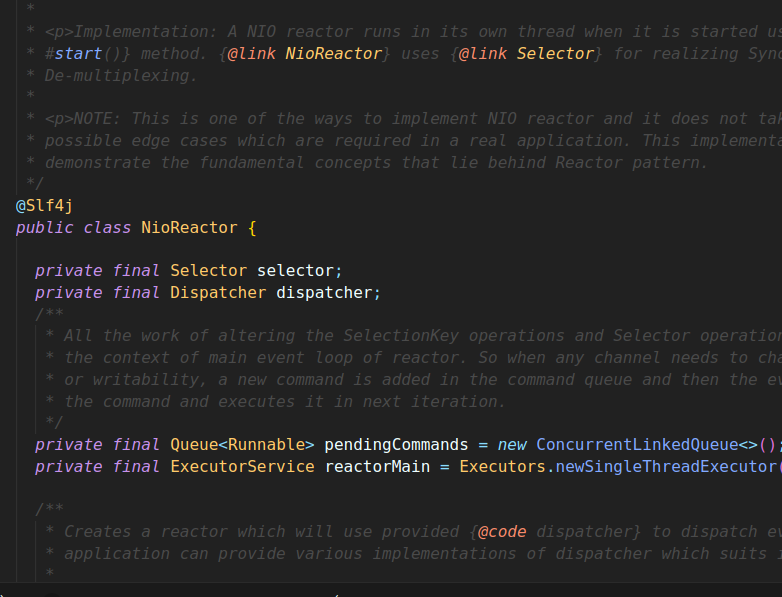 *
* <p>Implementation: A NIO reactor runs in its own thread when it is started us
* #start()} method. {@link NioReactor} uses {@link Selector} for realizing Sync
* De-multiplexing.
*
* <p>NOTE: This is one of the ways to implement NIO reactor and it does not tak
* possible edge cases which are required in a real application. This implementa
* demonstrate the fundamental concepts that lie behind Reactor pattern.
*/
@Slf4j
public class NioReactor {
private final Selector selector;
private final Dispatcher dispatcher;
/**
* All the work of altering the SelectionKey operations and Selector operation
* the context of main event loop of reactor. So when any channel needs to cha
* or writability, a new command is added in the command queue and then the ev
* the command and executes it in next iteration.
*/
private final Queue<Runnable> pendingCommands = new ConcurrentLinkedQueue<>();
private final ExecutorService reactorMain = Executors.newSingleThreadExecutor(
/**
* Creates a reactor which will use provided {@code dispatcher} to dispatch ev
* application can provide various implementations of dispatcher which suits i
*